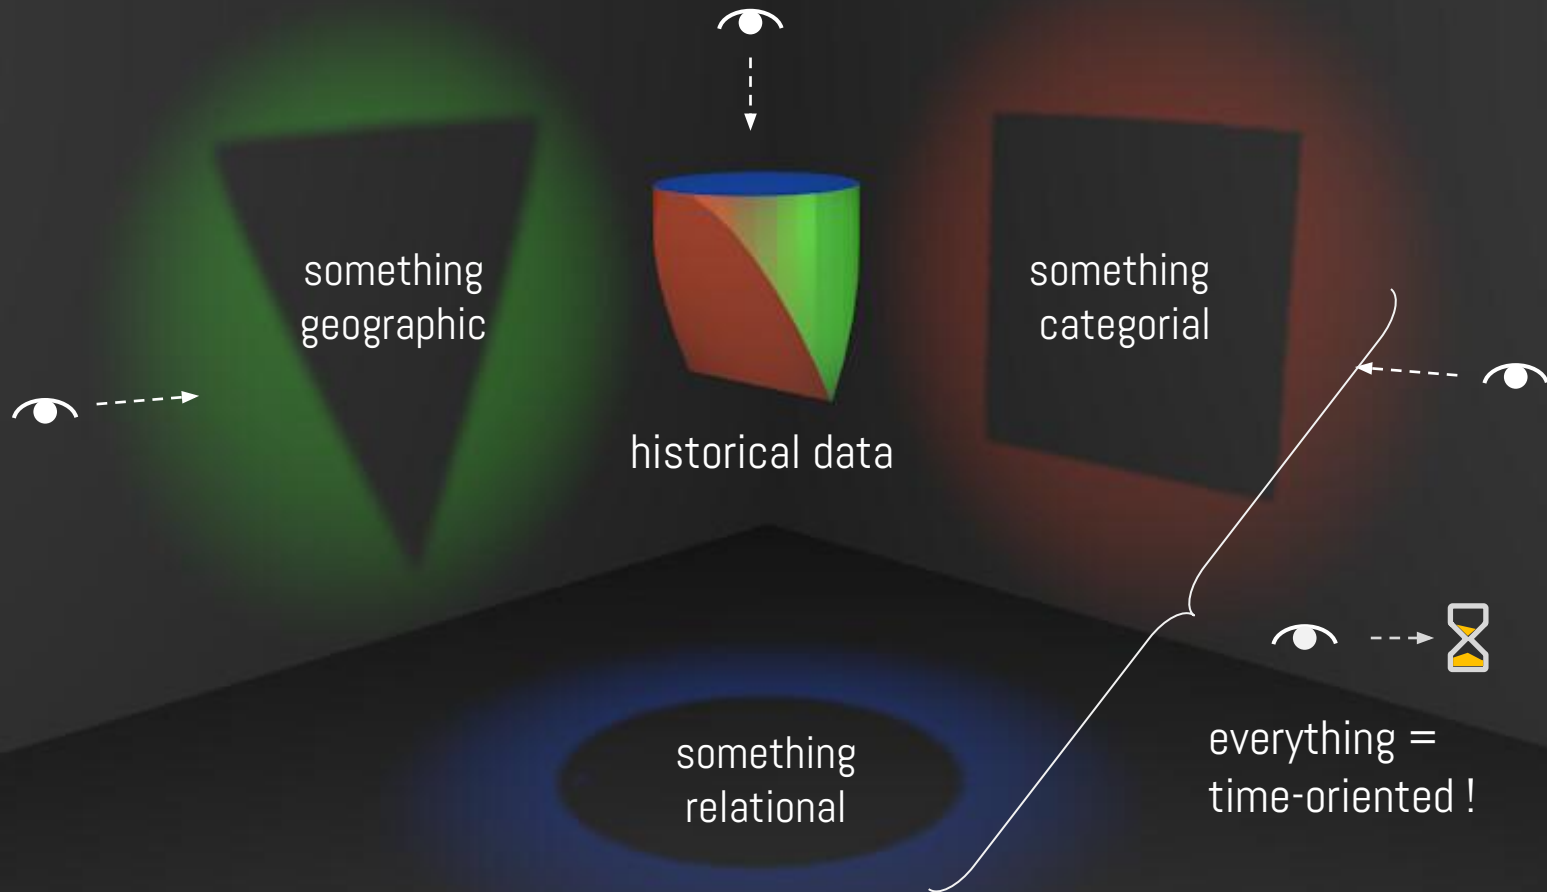 something
geographic
historical data
something
categorial
something
relational
everything =
time-oriented !